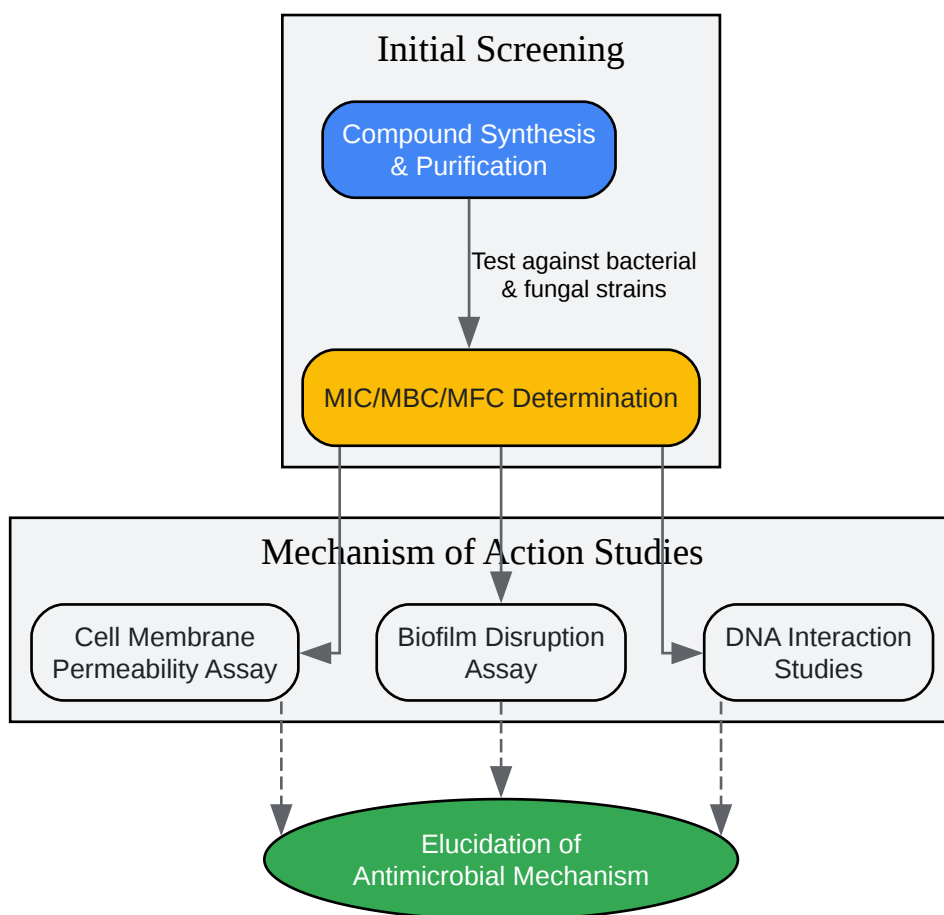 Initial Screening
Compound Synthesis
& Purification
Test against bacterial
& fungal strains
MIC/MBC/MFC Determination
Mechanism of Action Studies
Cell Membrane
Permeability Assay
Biofilm Disruption
Assay
DNA Interaction
Studies
Elucidation of
Antimicrobial Mechanism